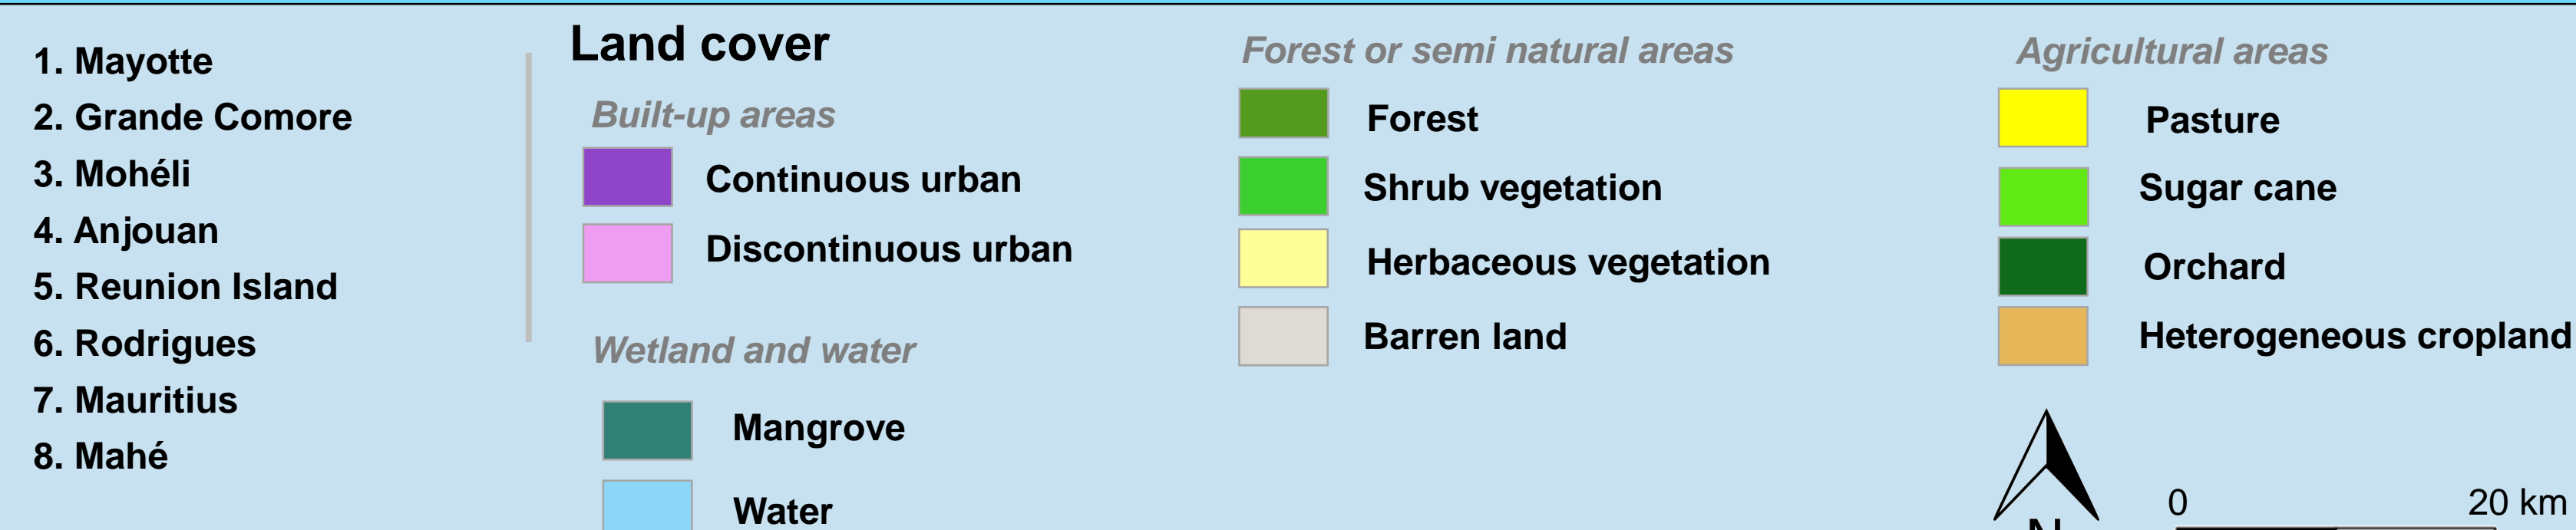 1. Mayotte
2. Grande Comore
3. Mohéli
4. Anjouan
5. Reunion Island
6. Rodrigues
7. Mauritius
8. Mahé
Land cover
Built-up areas
Continuous urban
Discontinuous urban
Wetland and water
Mangrove
Water
Forest or semi natural areas
Forest
Shrub vegetation
Herbaceous vegetation
Barren land
Agricultural areas
Pasture
Sugar cane
Orchard
Heterogeneous cropland
N
0 20 km